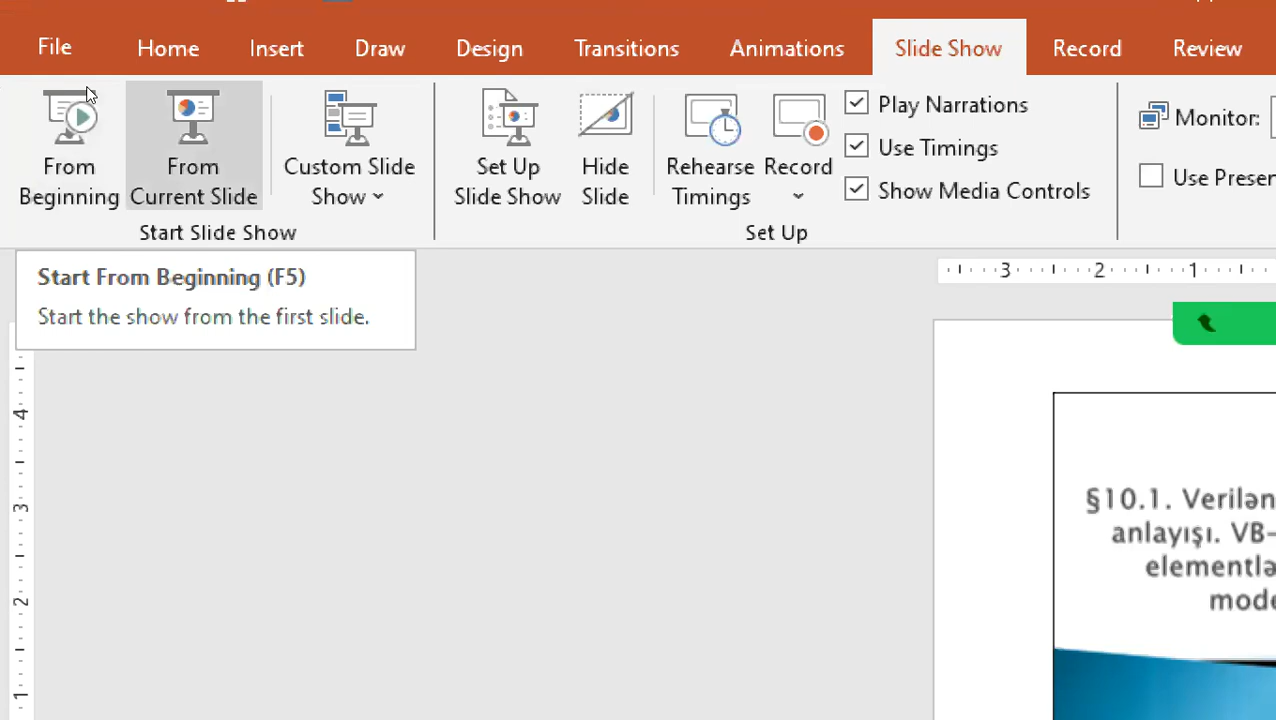 File Home Insert Draw Design Transitions Animations Slide Show Record Review
From Beginning
From Current Slide
Custom Slide Show
Set Up Slide Show
Hide Slide
Rehearse Timings
Record
Play Narrations
Use Timings
Show Media Controls
Monitor:
Use Presen
Start Slide Show
Set Up
Start From Beginning (F5)
Start the show from the first slide.
3 2 1
4
3
2
1
§10.1. Verilən
anlayışı. VB-
elementlə
mode